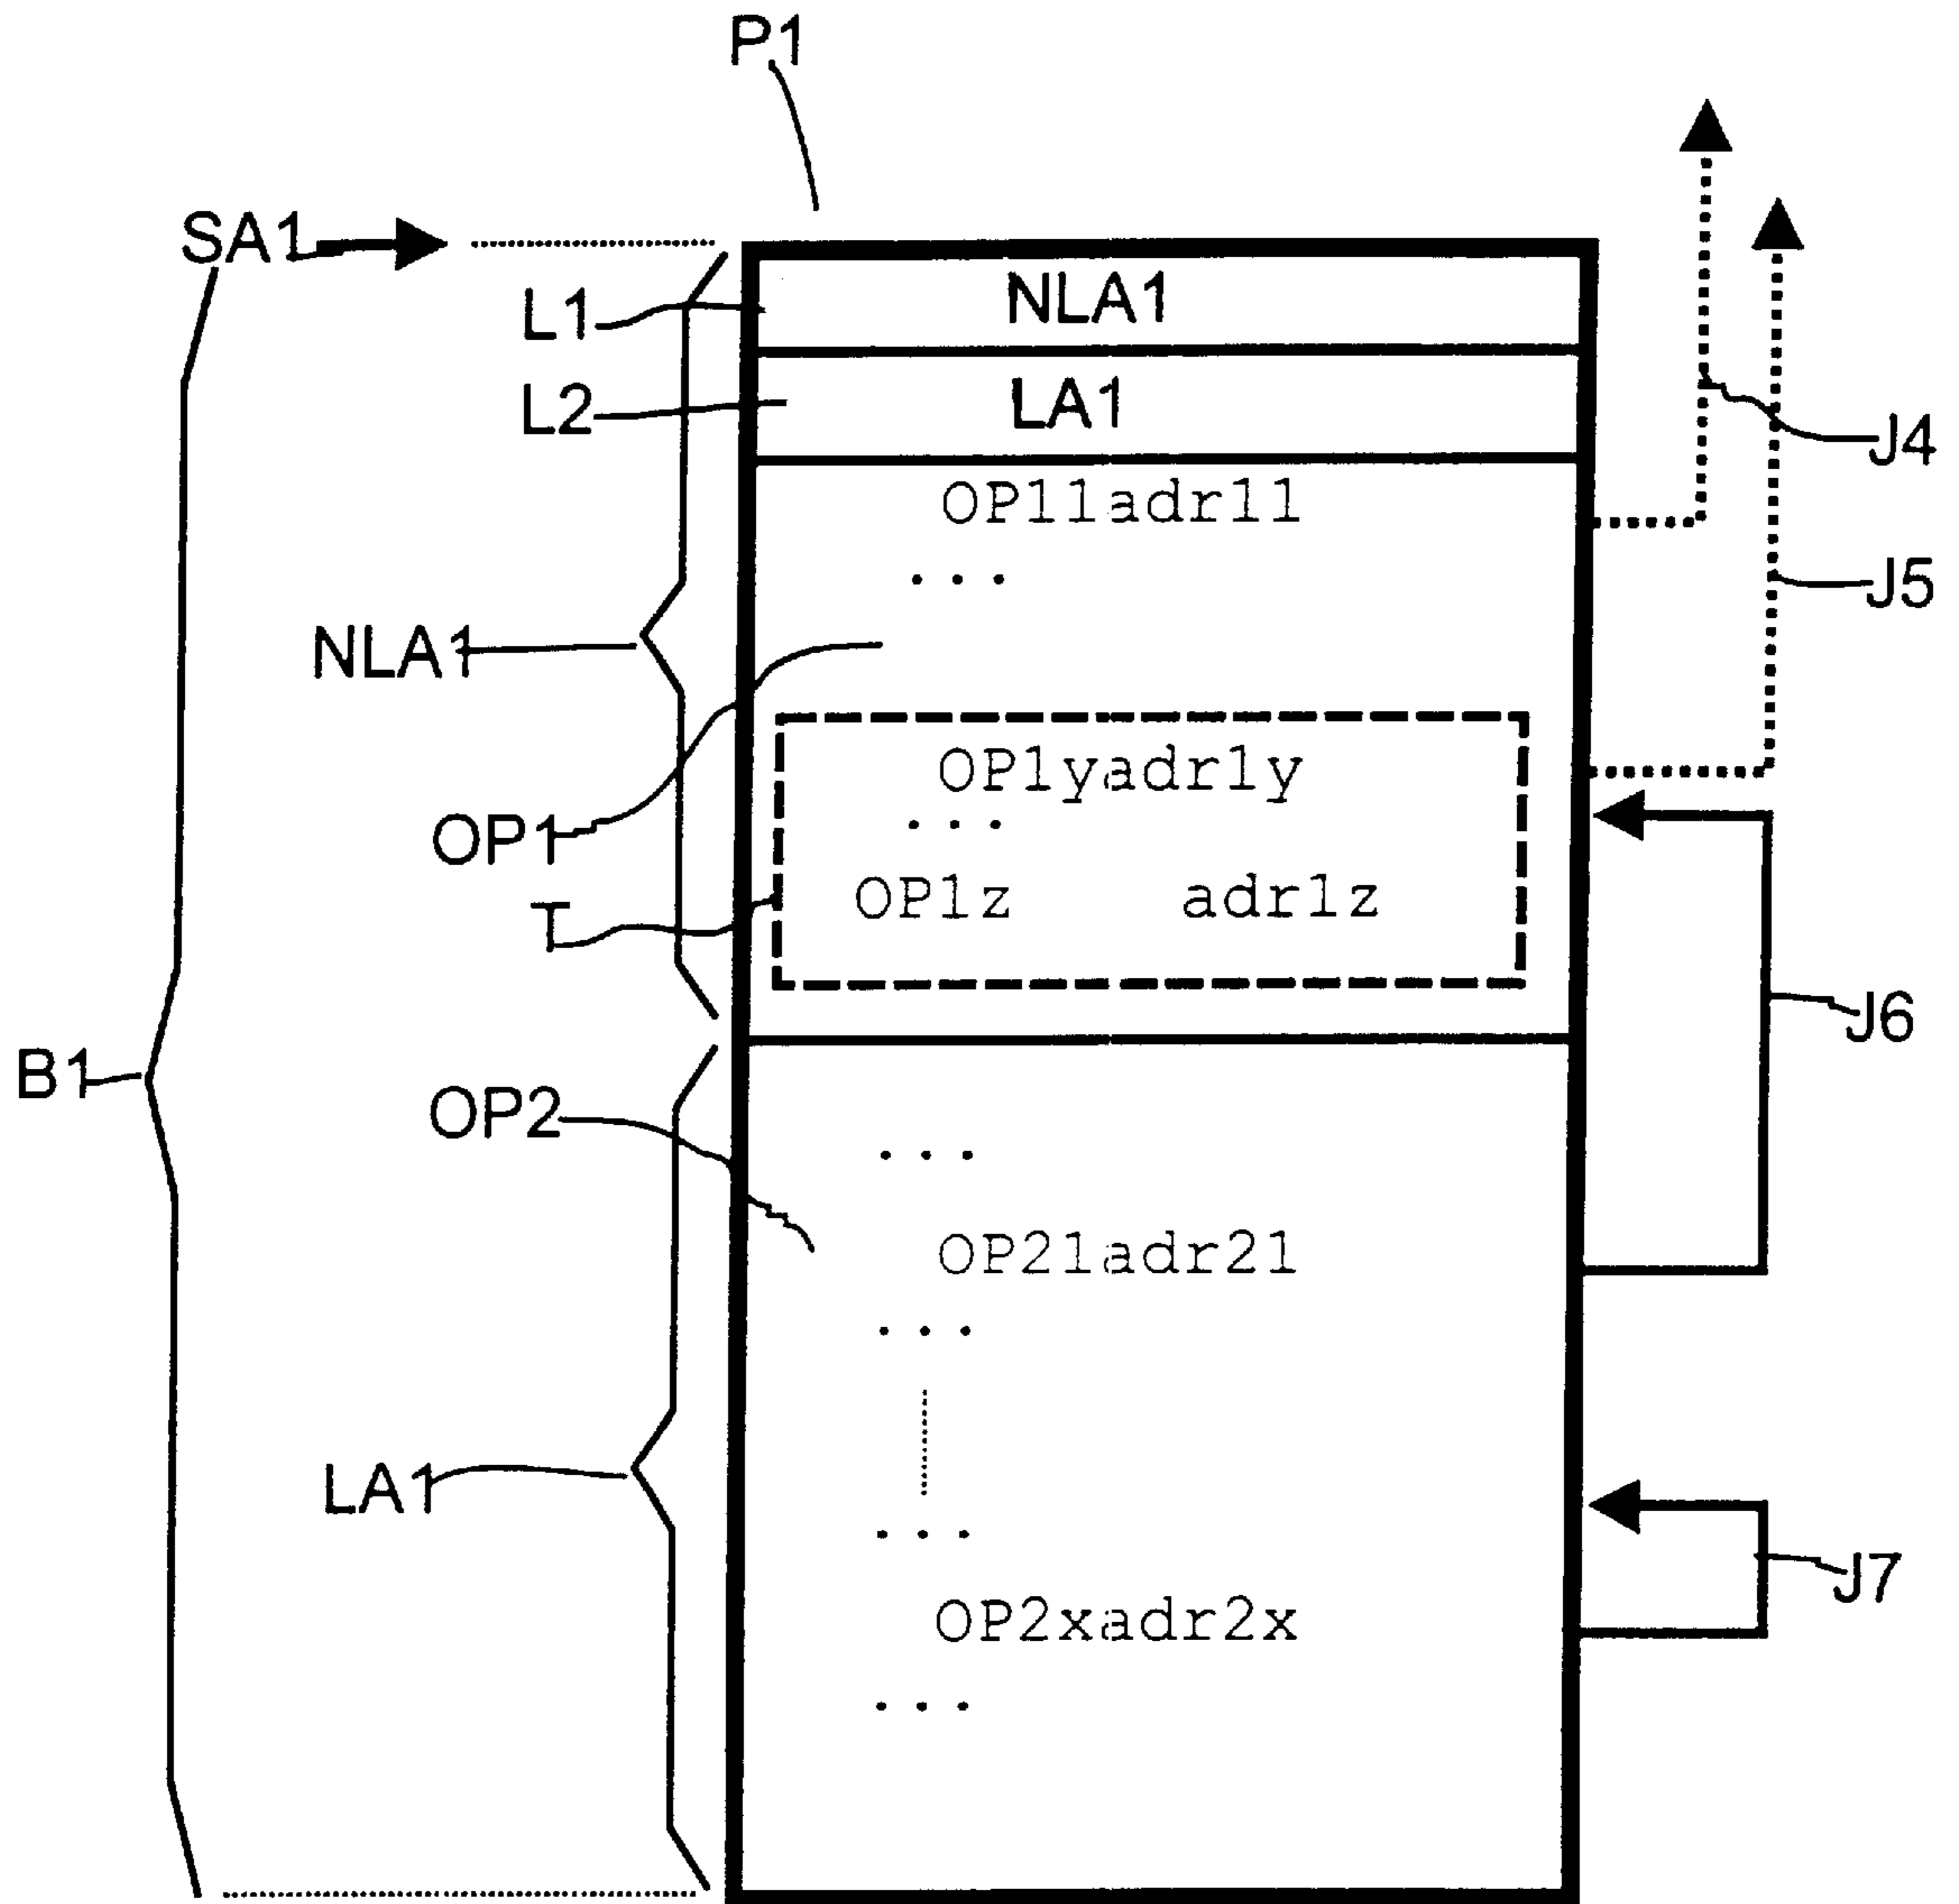 P1
SA1
L1
NLA1
L2
LA1
J4
OP11adr11
...
J5
NLA1
OP1yadr1y
OP1
...
OP1z adr1z
T
J6
B1
OP2
...
OP21adr21
...
LA1
...
J7
OP2xadr2x
...